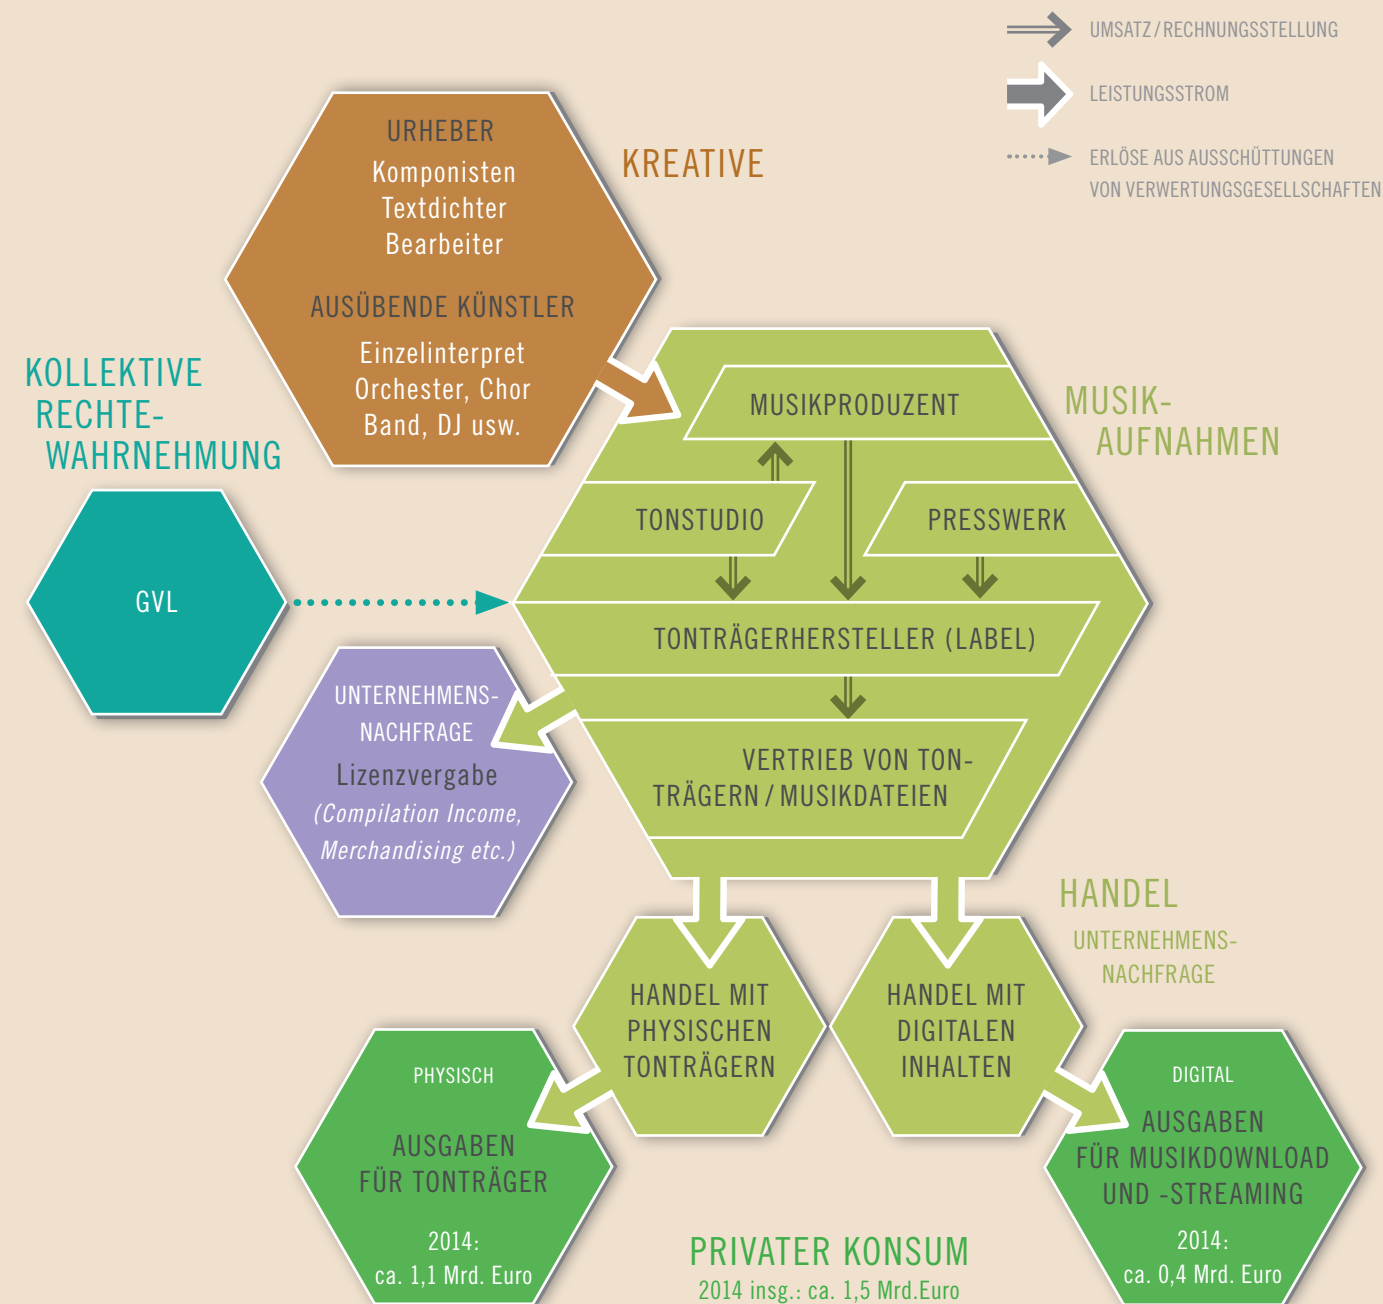 UMSATZ / RECHNUNGSSTELLUNG
LEISTUNGSSTROM
ERLÖSE AUS AUSSCHÜTTUNGEN
VON VERWERTUNGSGESELLSCHAFTEN
URHEBER
Komponisten
Textdichter
Bearbeiter
AUSÜBENDE KÜNSTLER
Einzelinterpret
Orchester, Chor
Band, DJ usw.
KREATIVE
KOLLEKTIVE
RECHTE-
WAHRNEHMUNG
GVL
MUSIK-
AUFNAHMEN
MUSIKPRODUZENT
TONSTUDIO
PRESSWERK
TONTRÄGERHERSTELLER (LABEL)
VERTRIEB VON TON-
TRÄGERN / MUSIKDATEIEN
UNTERNEHMENS-
NACHFRAGE
Lizenzvergabe
(Compilation Income,
Merchandising etc.)
HANDEL
UNTERNEHMENS-
NACHFRAGE
HANDEL MIT
PHYSISCHEN
TONTRÄGERN
HANDEL MIT
DIGITALEN
INHALTEN
PHYSISCH
AUSGABEN
FÜR TONTRÄGER
2014:
ca. 1,1 Mrd. Euro
DIGITAL
AUSGABEN
FÜR MUSIKDOWNLOAD
UND -STREAMING
2014:
ca. 0,4 Mrd. Euro
PRIVATER KONSUM
2014 insg.: ca. 1,5 Mrd.Euro